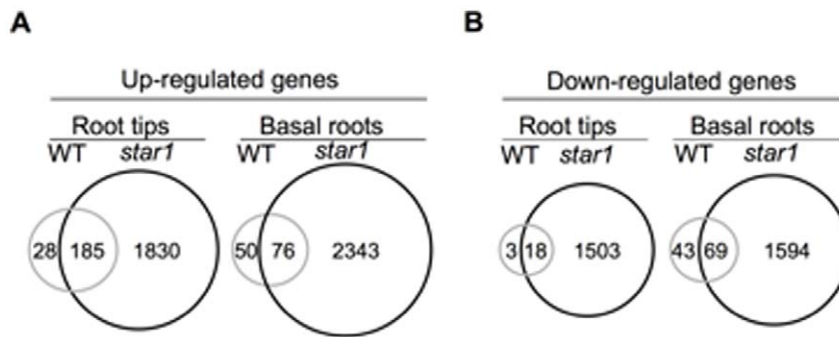 A
B
Up-regulated genes
Down-regulated genes
Root tips
Basal roots
Root tips
Basal roots
WT star1
WT star1
WT star1
WT star1
28 185 1830
50 76 2343
3 18 1503
43 69 1594